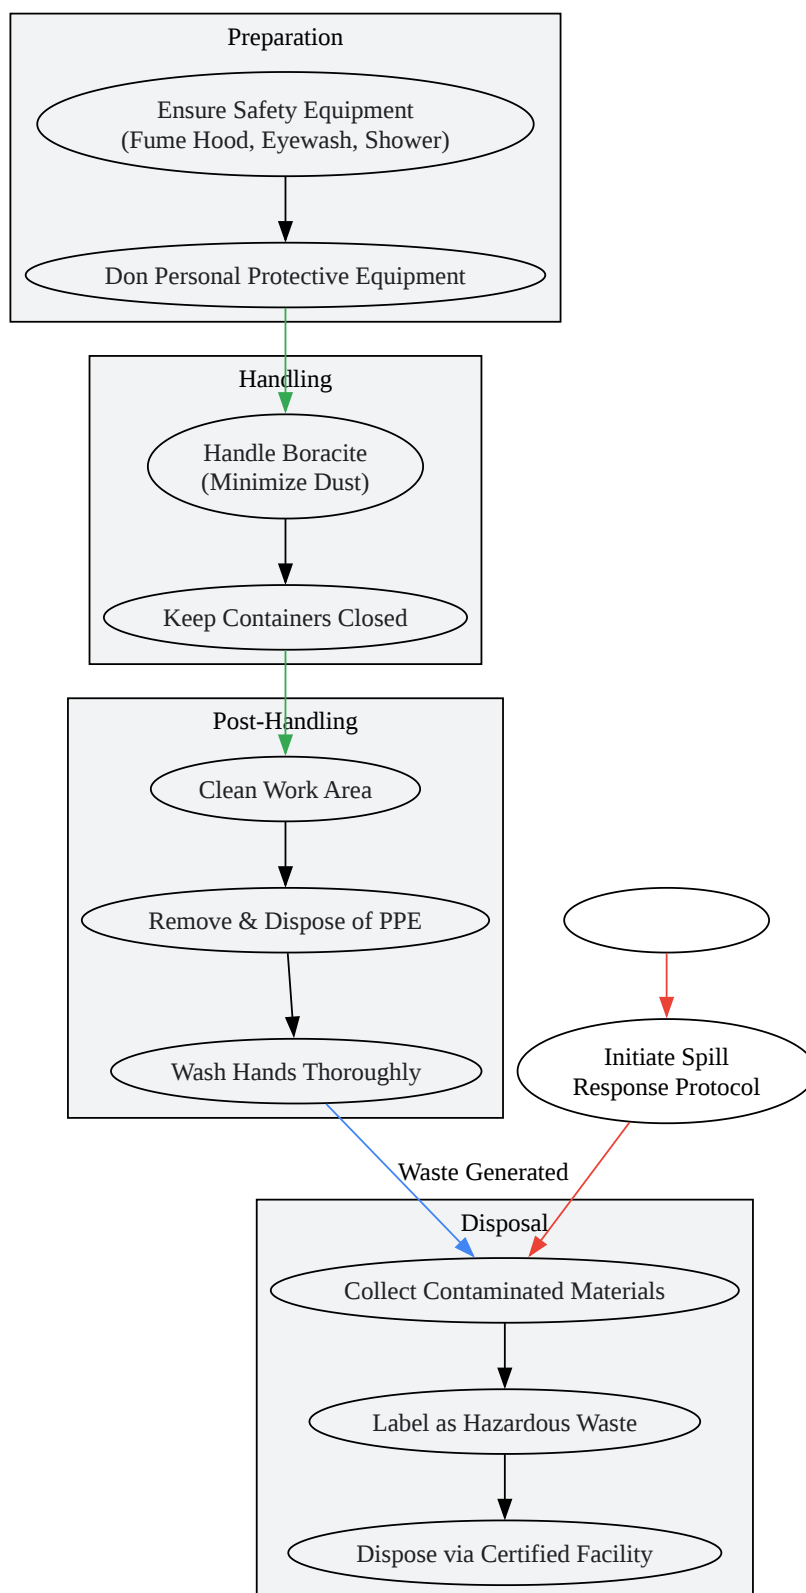 Preparation
Ensure Safety Equipment
(Fume Hood, Eyewash, Shower)
Don Personal Protective Equipment
Handling
Handle Boracite
(Minimize Dust)
Keep Containers Closed
Post-Handling
Clean Work Area
Remove & Dispose of PPE
Wash Hands Thoroughly
Initiate Spill
Response Protocol
Waste Generated
Disposal
Collect Contaminated Materials
Label as Hazardous Waste
Dispose via Certified Facility